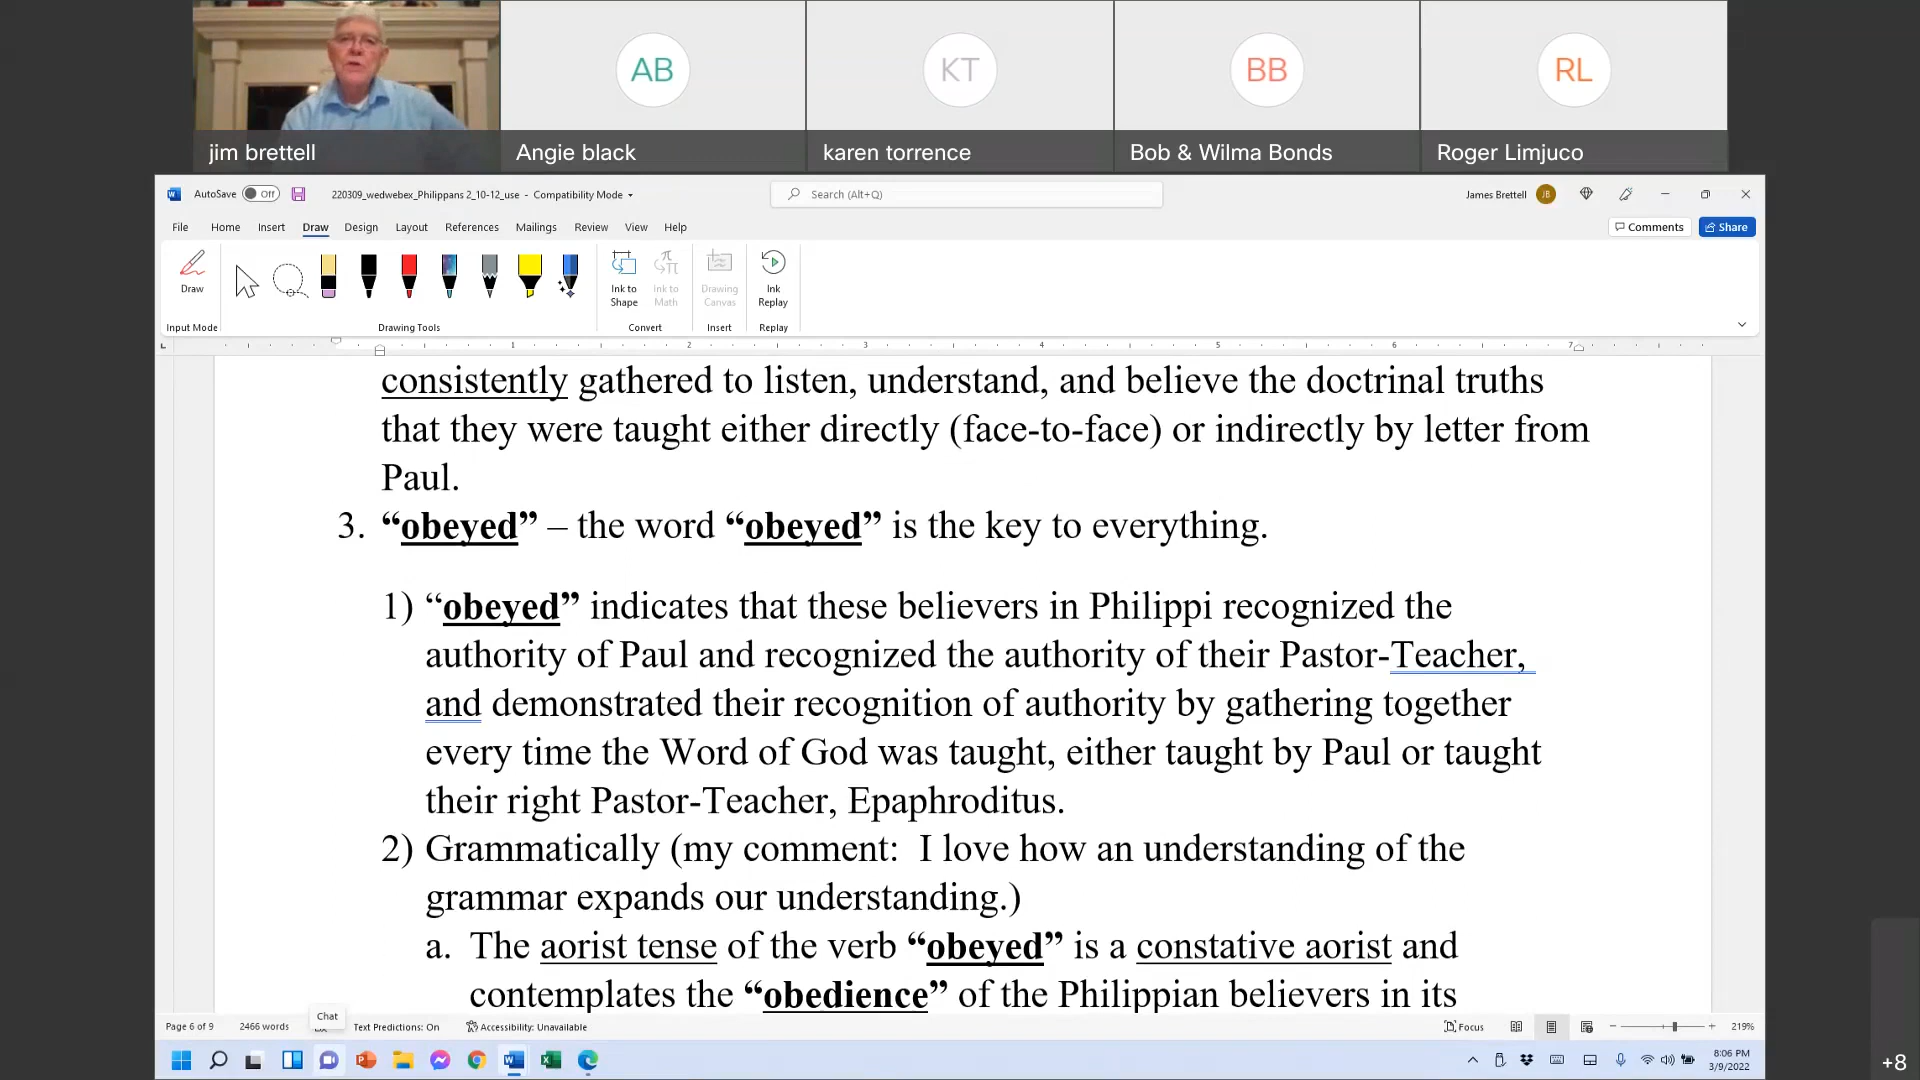 AB
KT
BB
RL
jim brettell
Angie black
karen torrence
Bob & Wilma Bonds
Roger Limjuco
AutoSave Off
220309_wedwebex_Philippans 2_10-12_use - Compatibility Mode
Search (Alt+Q)
James Brettell JB
File Home Insert Draw Design Layout References Mailings Review View Help
Comments Share
Draw
Ink to Shape
Ink to Math
Drawing Canvas
Ink Replay
Input Mode Drawing Tools Convert Insert Replay
1 2 3 4 5 6 7
consistently gathered to listen, understand, and believe the doctrinal truths
that they were taught either directly (face-to-face) or indirectly by letter from
Paul.
3. “obeyed” – the word “obeyed” is the key to everything.
1) “obeyed” indicates that these believers in Philippi recognized the
authority of Paul and recognized the authority of their Pastor-Teacher,
and demonstrated their recognition of authority by gathering together
every time the Word of God was taught, either taught by Paul or taught
their right Pastor-Teacher, Epaphroditus.
2) Grammatically (my comment: I love how an understanding of the
grammar expands our understanding.)
a. The aorist tense of the verb “obeyed” is a constative aorist and
contemplates the “obedience” of the Philippian believers in its
Chat
Page 6 of 9 2466 words Text Predictions: On Accessibility: Unavailable Focus 219%
8:06 PM
3/9/2022
+8